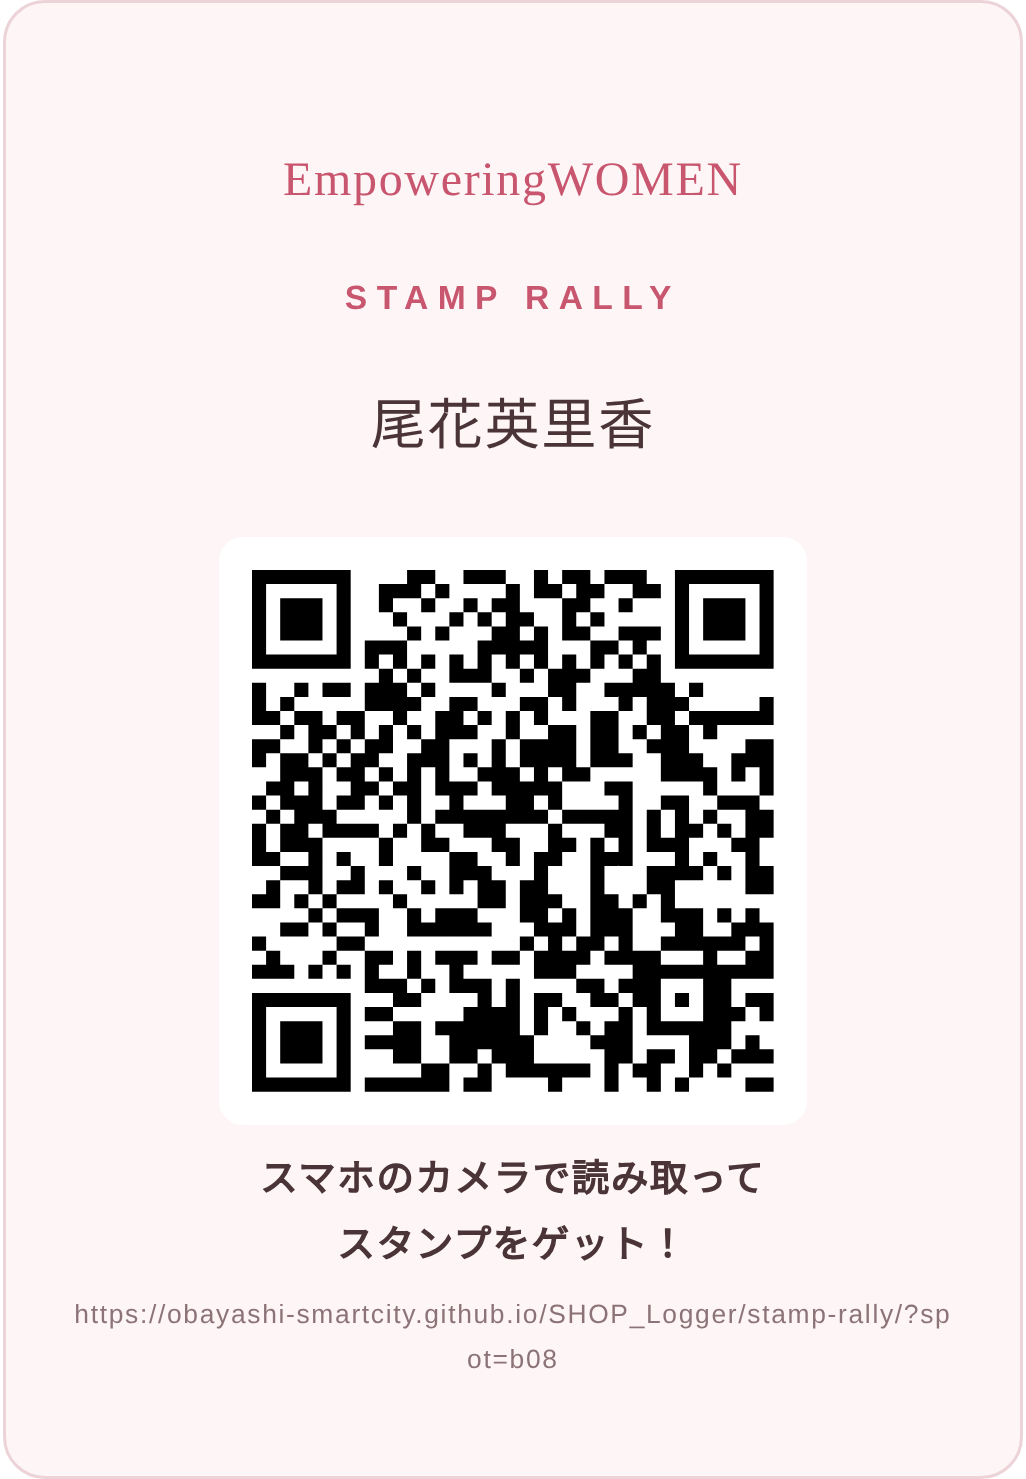 EmpoweringWOMEN
STAMP RALLY
尾花英里香
スマホのカメラで読み取って
スタンプをゲット！
https://obayashi-smartcity.github.io/SHOP_Logger/stamp-rally/?sp
ot=b08